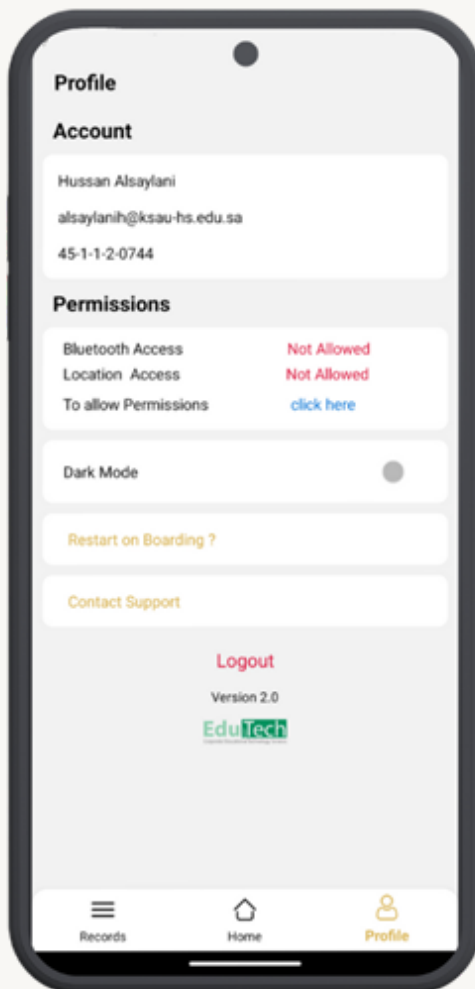 Profile
Account
Hussan Alsaylani
alsaylanih@ksau-hs.edu.sa
45-1-1-2-0744
Permissions
Bluetooth Access Not Allowed
Location Access Not Allowed
To allow Permissions click here
Dark Mode
Restart on Boarding ?
Contact Support
Logout
Version 2.0
EduTech
Records Home Profile